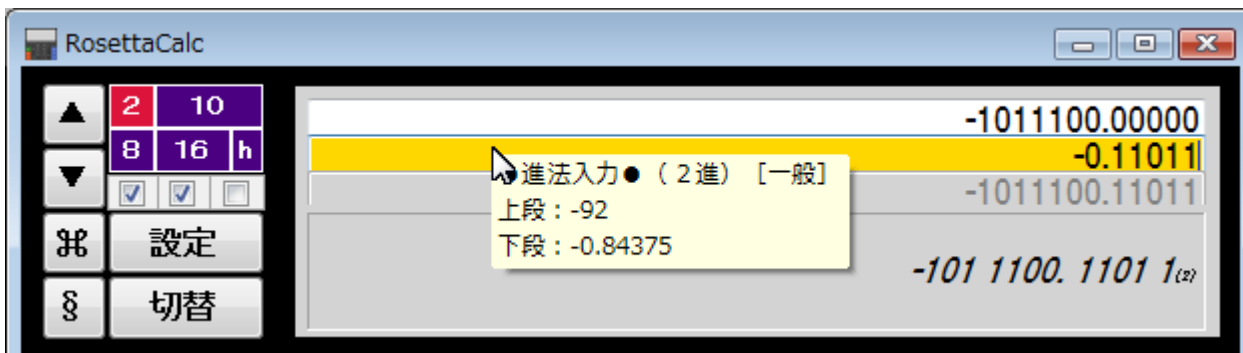 RosettaCalc
▲ 2 10
8 16 h
▼
⌘ 設定
§ 切替
-1011100.00000
-0.11011
-1011100.11011
●進法入力●（２進）［一般］
上段：-92
下段：-0.84375
-101 1100. 1101 1(2)